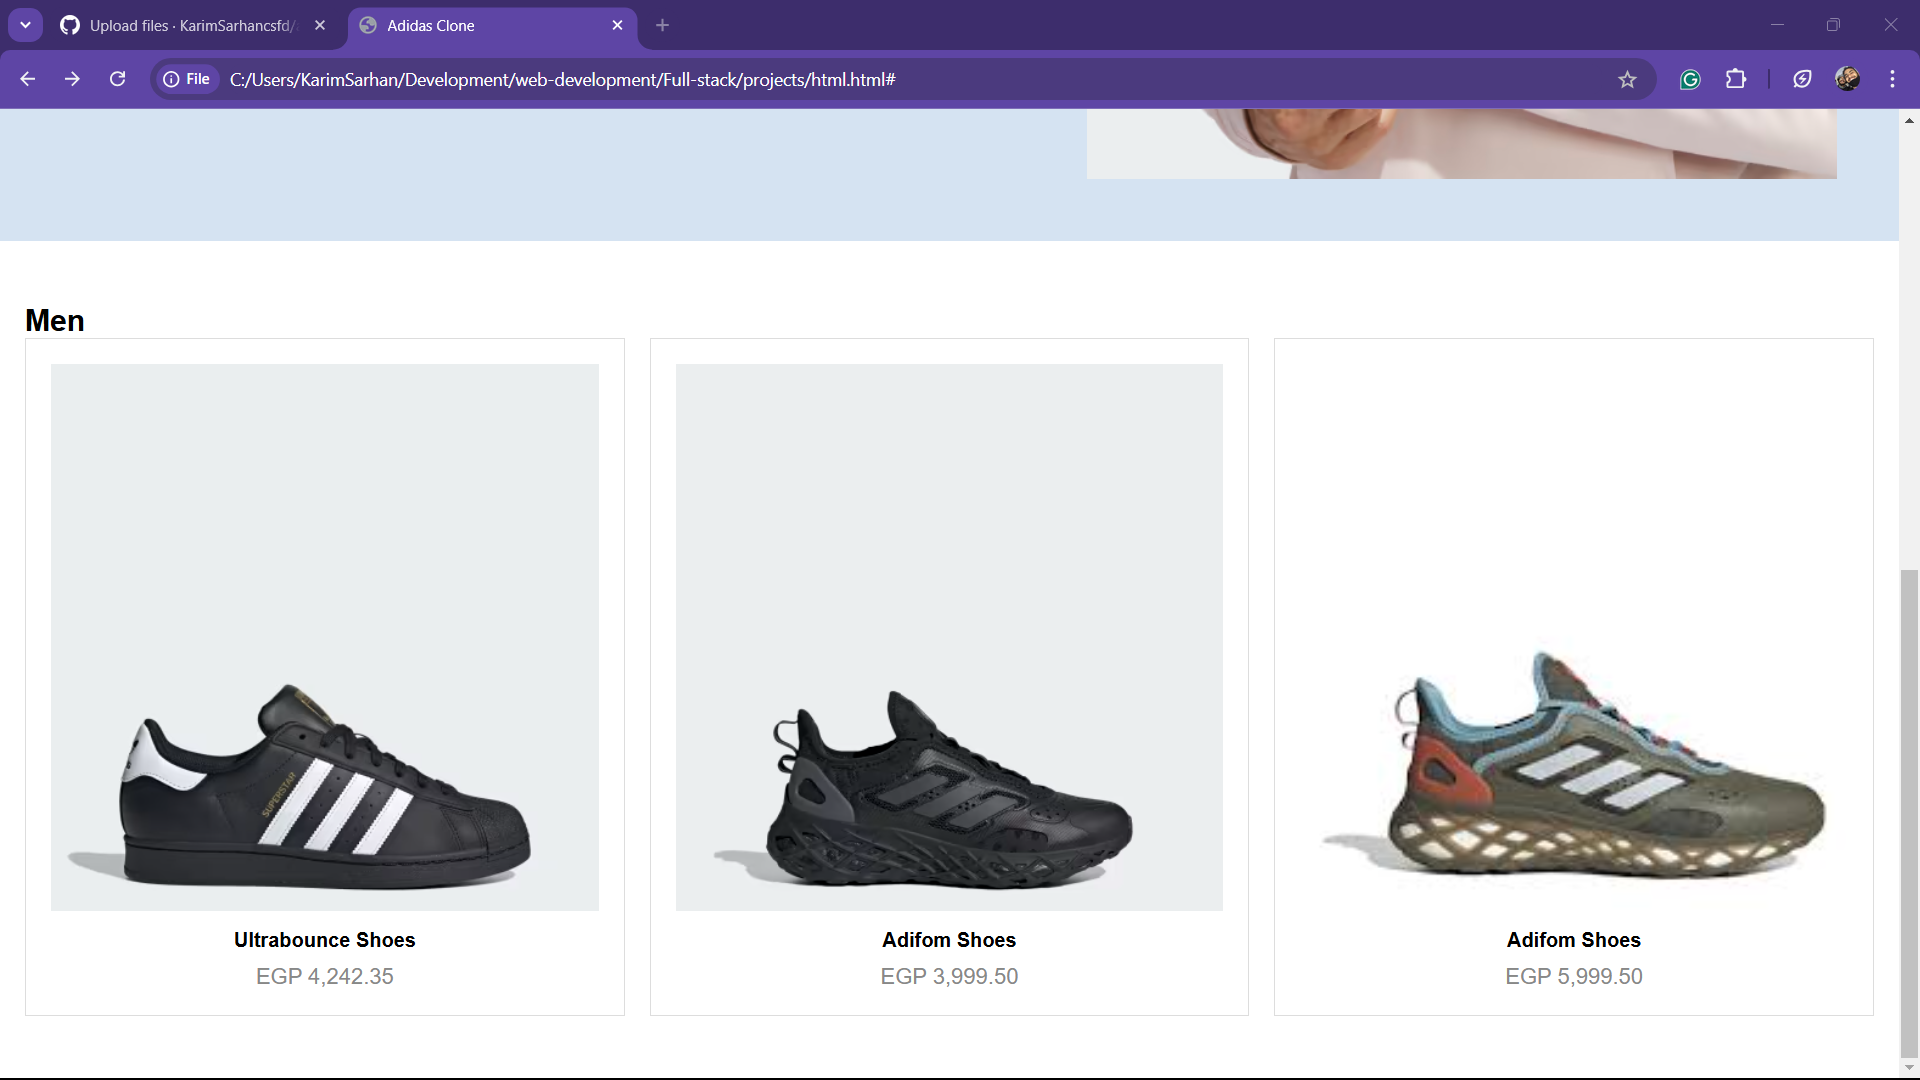 Upload files · KarimSarhancsfd/
Adidas Clone
File
C:/Users/KarimSarhan/Development/web-development/Full-stack/projects/html.html#
Men
SUPERSTAR
Ultrabounce Shoes
EGP 4,242.35
Adifom Shoes
EGP 3,999.50
Adifom Shoes
EGP 5,999.50